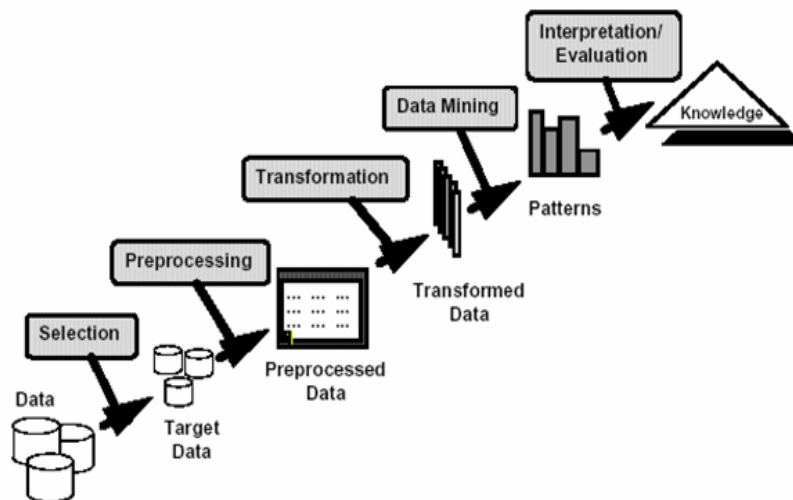 Interpretation/
Evaluation
Data Mining
Knowledge
Transformation
Patterns
Preprocessing
Transformed
Data
Selection
Preprocessed
Data
Data
Target
Data